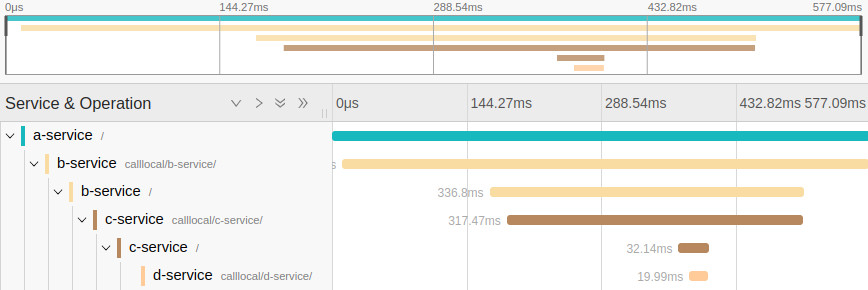 0μs 144.27ms 288.54ms 432.82ms 577.09ms
Service & Operation 0μs 144.27ms 288.54ms 432.82ms 577.09ms
a-service /
b-service calllocal/b-service/ s
b-service / 336.8ms
c-service calllocal/c-service/ 317.47ms
c-service / 32.14ms
d-service calllocal/d-service/ 19.99ms